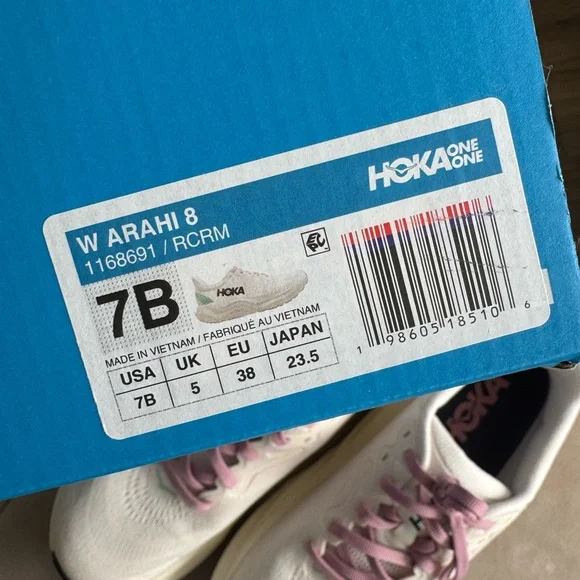 HOKA ONE ONE
W ARAHI 8
1168691 / RCRM
EPC
7B
HOKA
MADE IN VIETNAM / FABRIQUÉ AU VIETNAM
USA UK EU JAPAN
7B 5 38 23.5
1 98605 18510 6
HOKA